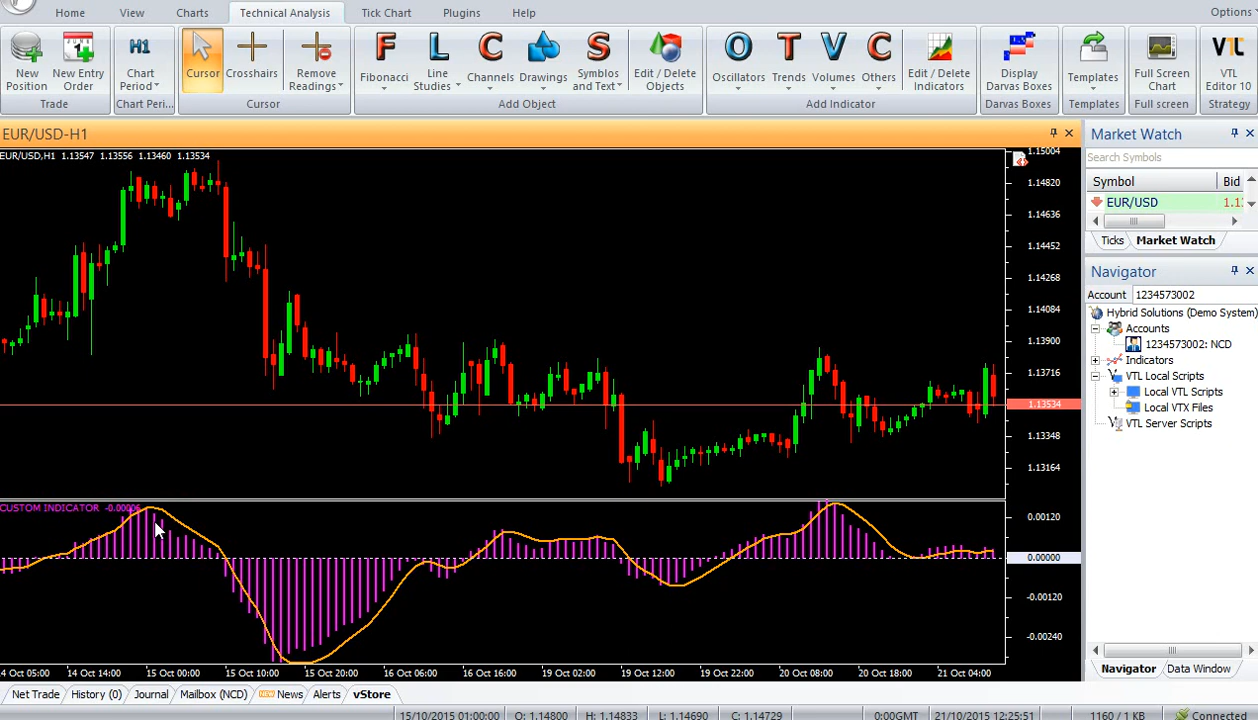 Home View Charts Technical Analysis Tick Chart Plugins Help Options
H1 F L C S O T V C VTL
New Position
New Entry Order
Chart Period
Cursor
Crosshairs
Remove Readings
Fibonacci
Line Studies
Channels
Drawings
Symblos and Text
Edit / Delete Objects
Oscillators
Trends
Volumes
Others
Edit / Delete Indicators
Display Darvas Boxes
Templates
Full Screen Chart
VTL Editor 10
Trade Chart Peri... Cursor Add Object Add Indicator Darvas Boxes Templates Full screen Strategy
EUR/USD-H1
EUR/USD,H1 1.13547 1.13556 1.13460 1.13534
1.15004
1.14820
1.14636
1.14452
1.14268
1.14084
1.13900
1.13716
1.13534
1.13348
1.13164
CUSTOM INDICATOR
0.00120
0.00000
-0.00120
-0.00240
14 Oct 14:00 15 Oct 00:00 15 Oct 10:00 15 Oct 20:00 16 Oct 06:00 16 Oct 16:00 19 Oct 02:00 19 Oct 12:00 19 Oct 22:00 20 Oct 08:00 20 Oct 18:00 21 Oct 04:00
Market Watch
Search Symbols
Symbol Bid
EUR/USD
Ticks Market Watch
Navigator
Account 1234573002
Hybrid Solutions (Demo System)
Accounts
1234573002: NCD
Indicators
VTL Local Scripts
Local VTL Scripts
Local VTX Files
VTL Server Scripts
Navigator Data Window
Net Trade History (0) Journal Mailbox (NCD) NEW News Alerts vStore
15/10/2015 01:00:00 O: 1.14800 H: 1.14833 L: 1.14690 C: 1.14729 0:00GMT 21/10/2015 12:25:51 1160 / 1 KB Connected